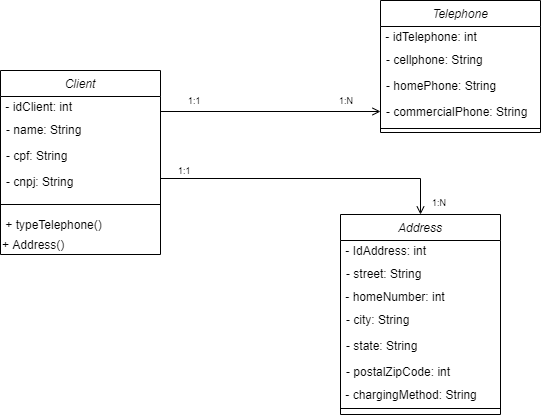 Telephone
- idTelephone: int
- cellphone: String
- homePhone: String
- commercialPhone: String
Client
- idClient: int
- name: String
- cpf: String
- cnpj: String
+ typeTelephone()
+ Address()
1:1
1:N
1:1
1:N
Address
- IdAddress: int
- street: String
- homeNumber: int
- city: String
- state: String
- postalZipCode: int
- chargingMethod: String